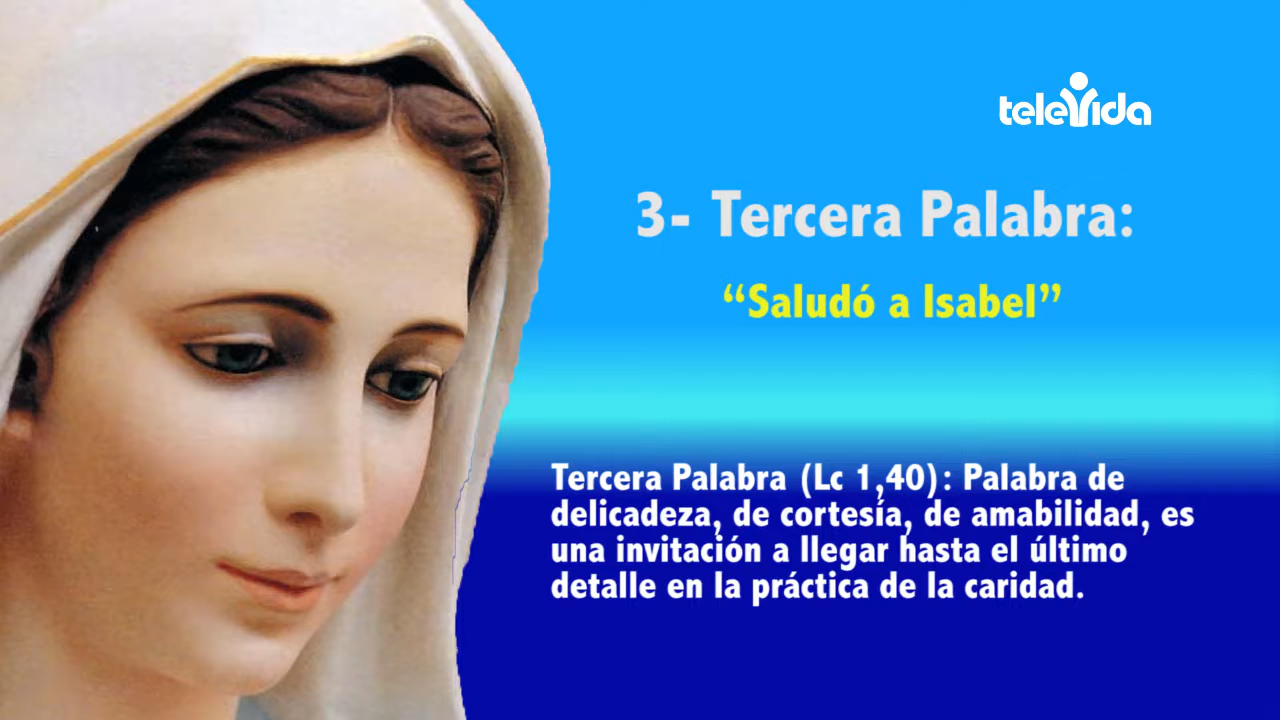 televida
3- Tercera Palabra:
“Saludó a Isabel”
Tercera Palabra (Lc 1,40): Palabra de
delicadeza, de cortesía, de amabilidad, es
una invitación a llegar hasta el último
detalle en la práctica de la caridad.